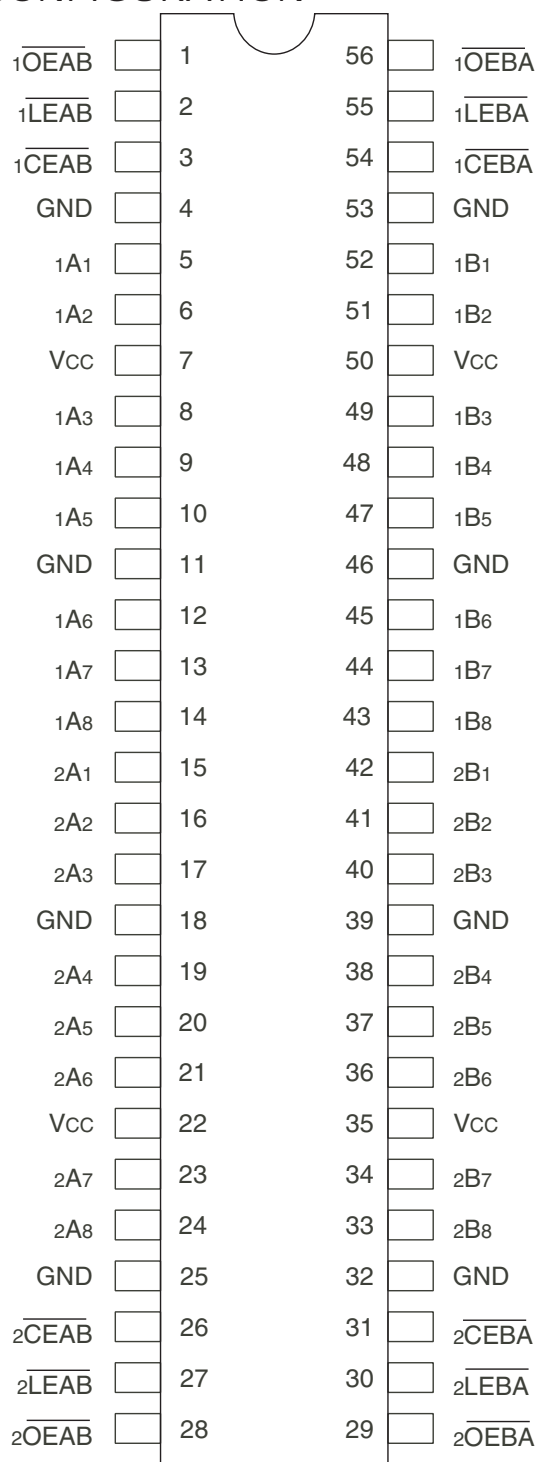 1OEAB 1 56 1OEBA
1LEAB 2 55 1LEBA
1CEAB 3 54 1CEBA
GND 4 53 GND
1A1 5 52 1B1
1A2 6 51 1B2
VCC 7 50 VCC
1A3 8 49 1B3
1A4 9 48 1B4
1A5 10 47 1B5
GND 11 46 GND
1A6 12 45 1B6
1A7 13 44 1B7
1A8 14 43 1B8
2A1 15 42 2B1
2A2 16 41 2B2
2A3 17 40 2B3
GND 18 39 GND
2A4 19 38 2B4
2A5 20 37 2B5
2A6 21 36 2B6
VCC 22 35 VCC
2A7 23 34 2B7
2A8 24 33 2B8
GND 25 32 GND
2CEAB 26 31 2CEBA
2LEAB 27 30 2LEBA
2OEAB 28 29 2OEBA